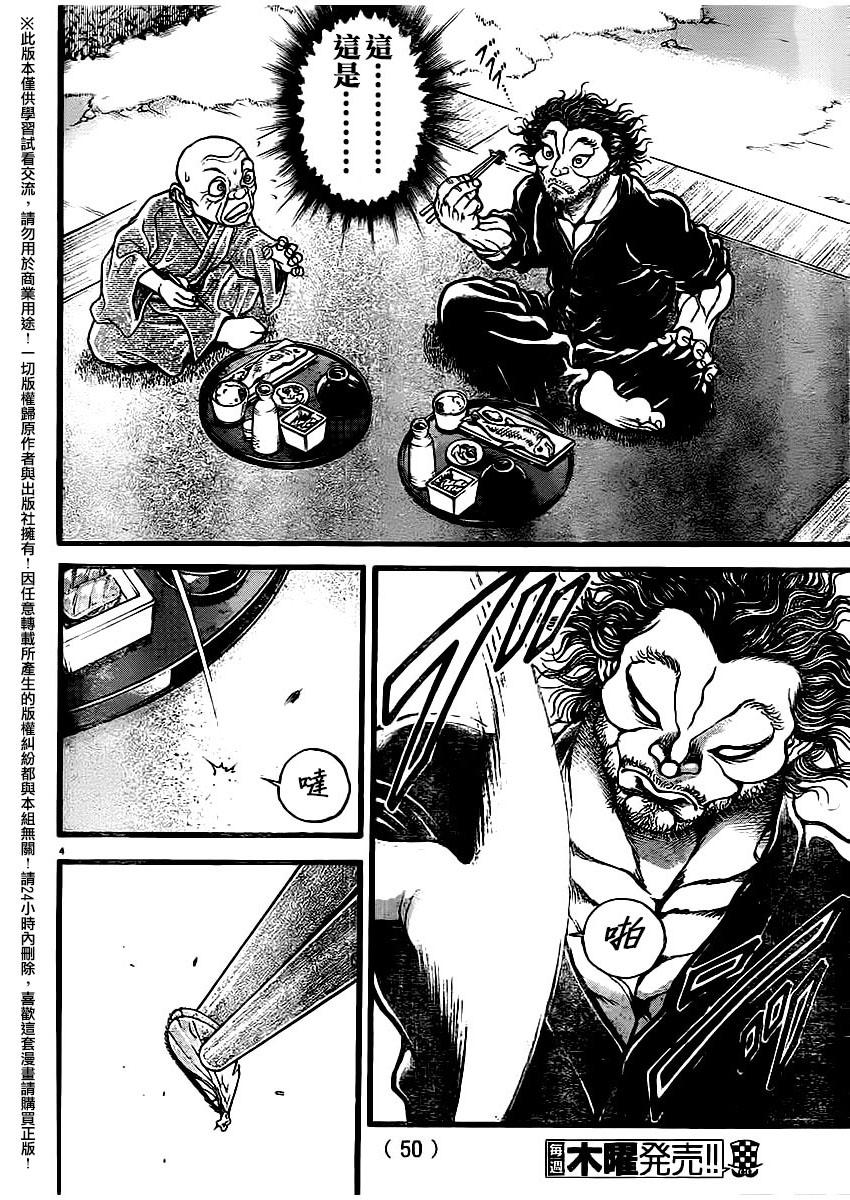 ※此版本僅供學習試看交流，請勿用於商業用途！一切版權歸原作者與出版社擁有！因任意轉載所產生的版權糾紛都與本組無關！請24小時內刪除，喜歡這套漫畫請購買正版！
這…………
這是…………
啪
噠
4
(50)
毎週木曜発売!!